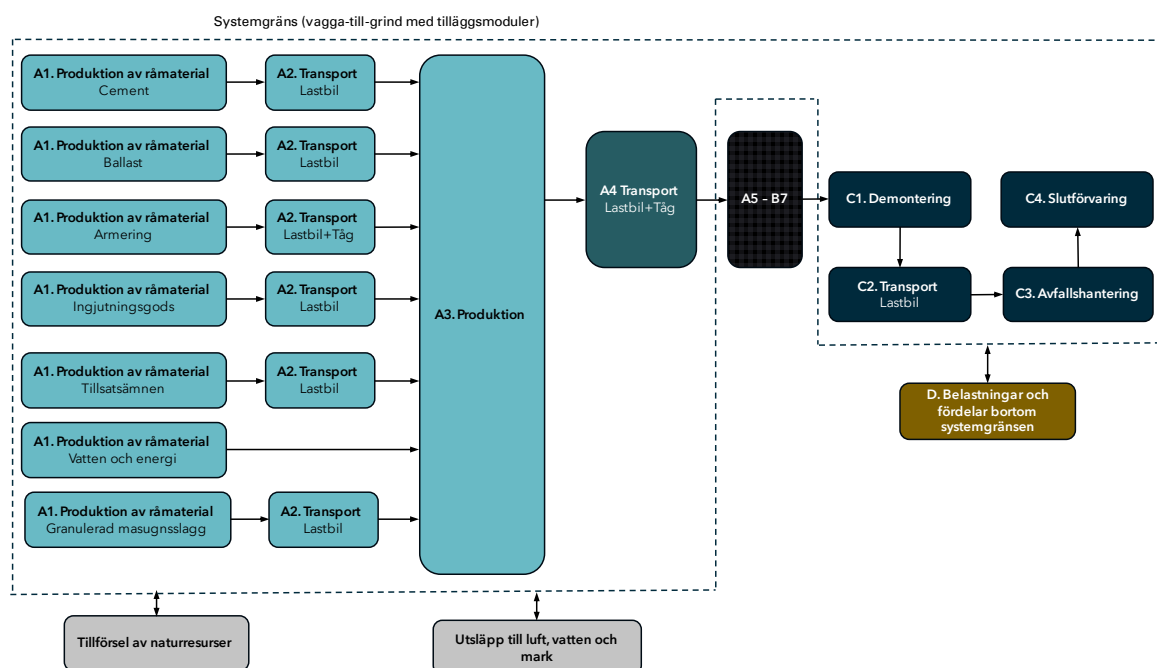 Systemgräns (vagga-till-grind med tilläggsmoduler)
A1. Produktion av råmaterial
Cement
A2. Transport
Lastbil
A1. Produktion av råmaterial
Ballast
A2. Transport
Lastbil
A1. Produktion av råmaterial
Armering
A2. Transport
Lastbil+Tåg
A1. Produktion av råmaterial
Ingjutningsgods
A2. Transport
Lastbil
A1. Produktion av råmaterial
Tillsatsämnen
A2. Transport
Lastbil
A1. Produktion av råmaterial
Vatten och energi
A1. Produktion av råmaterial
Granulerad masugnsslagg
A2. Transport
Lastbil
A3. Produktion
A4 Transport
Lastbil+Tåg
A5 - B7
C1. Demontering
C4. Slutförvaring
C2. Transport
Lastbil
C3. Avfallshantering
D. Belastningar och
fördelar bortom
systemgränsen
Tillförsel av naturresurser
Utsläpp till luft, vatten och
mark